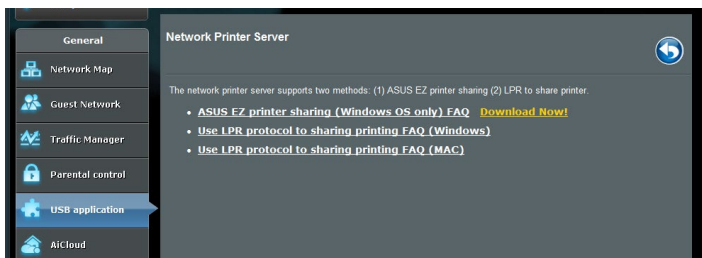 General
Network Map
Guest Network
Traffic Manager
Parental control
USB application
AiCloud
Network Printer Server
The network printer server supports two methods: (1) ASUS EZ printer sharing (2) LPR to share printer.
ASUS EZ printer sharing (Windows OS only) FAQ Download Now!
Use LPR protocol to sharing printing FAQ (Windows)
Use LPR protocol to sharing printing FAQ (MAC)